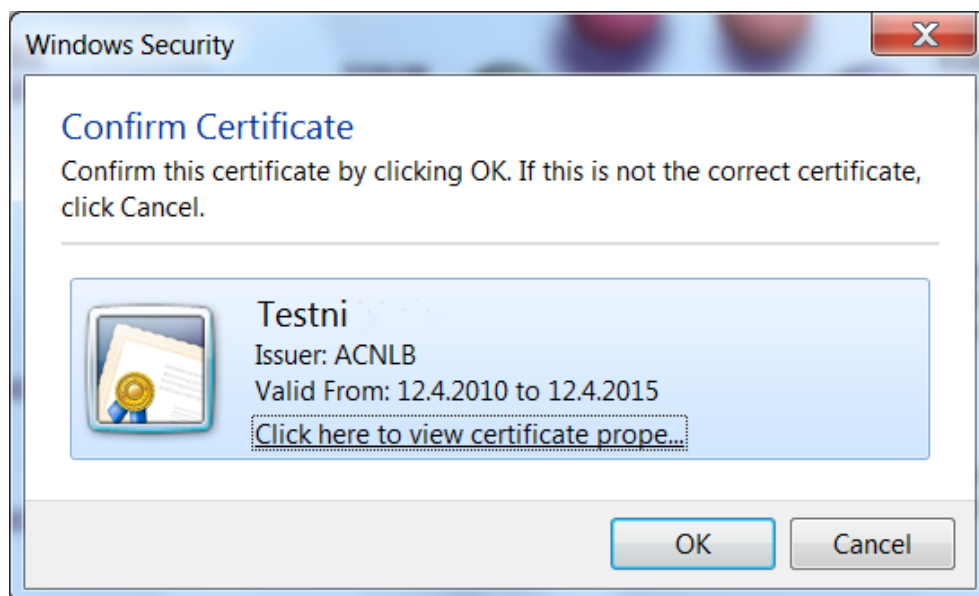 Windows Security
Confirm Certificate
Confirm this certificate by clicking OK. If this is not the correct certificate,
click Cancel.
Testni
Issuer: ACNLB
Valid From: 12.4.2010 to 12.4.2015
Click here to view certificate prope...
OK
Cancel